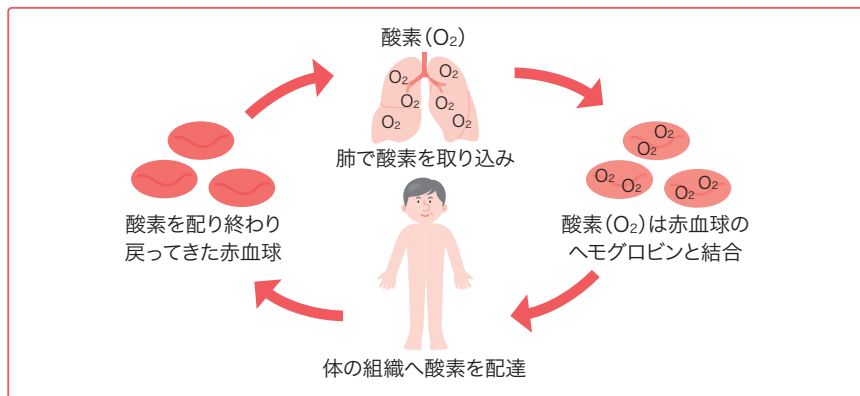 酸素（O₂）
O₂
O₂
O₂
O₂
O₂
O₂
肺で酸素を取り込み
O₂
O₂
O₂
O₂
O₂
O₂
酸素（O₂）は赤血球の
ヘモグロビンと結合
体の組織へ酸素を配達
酸素を配り終わり
戻ってきた赤血球